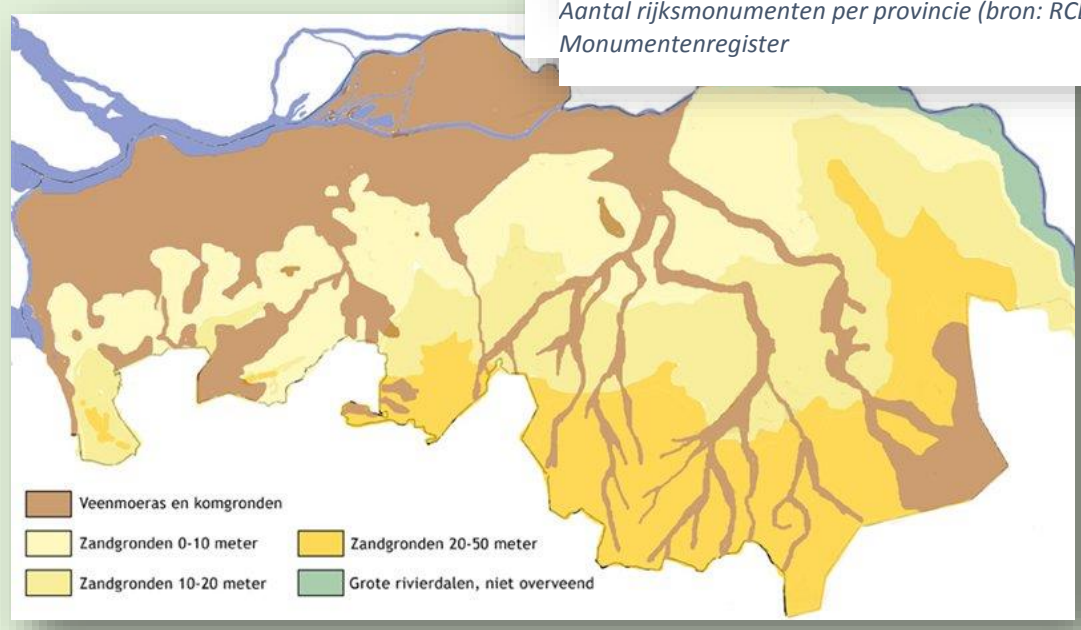 Aantal rijksmonumenten per provincie (bron:
Monumentenregister
Veenmoeras en komgronden
Zandgronden 0-10 meter
Zandgronden 20-50 meter
Zandgronden 10-20 meter
Grote rivierdalen, niet overveend